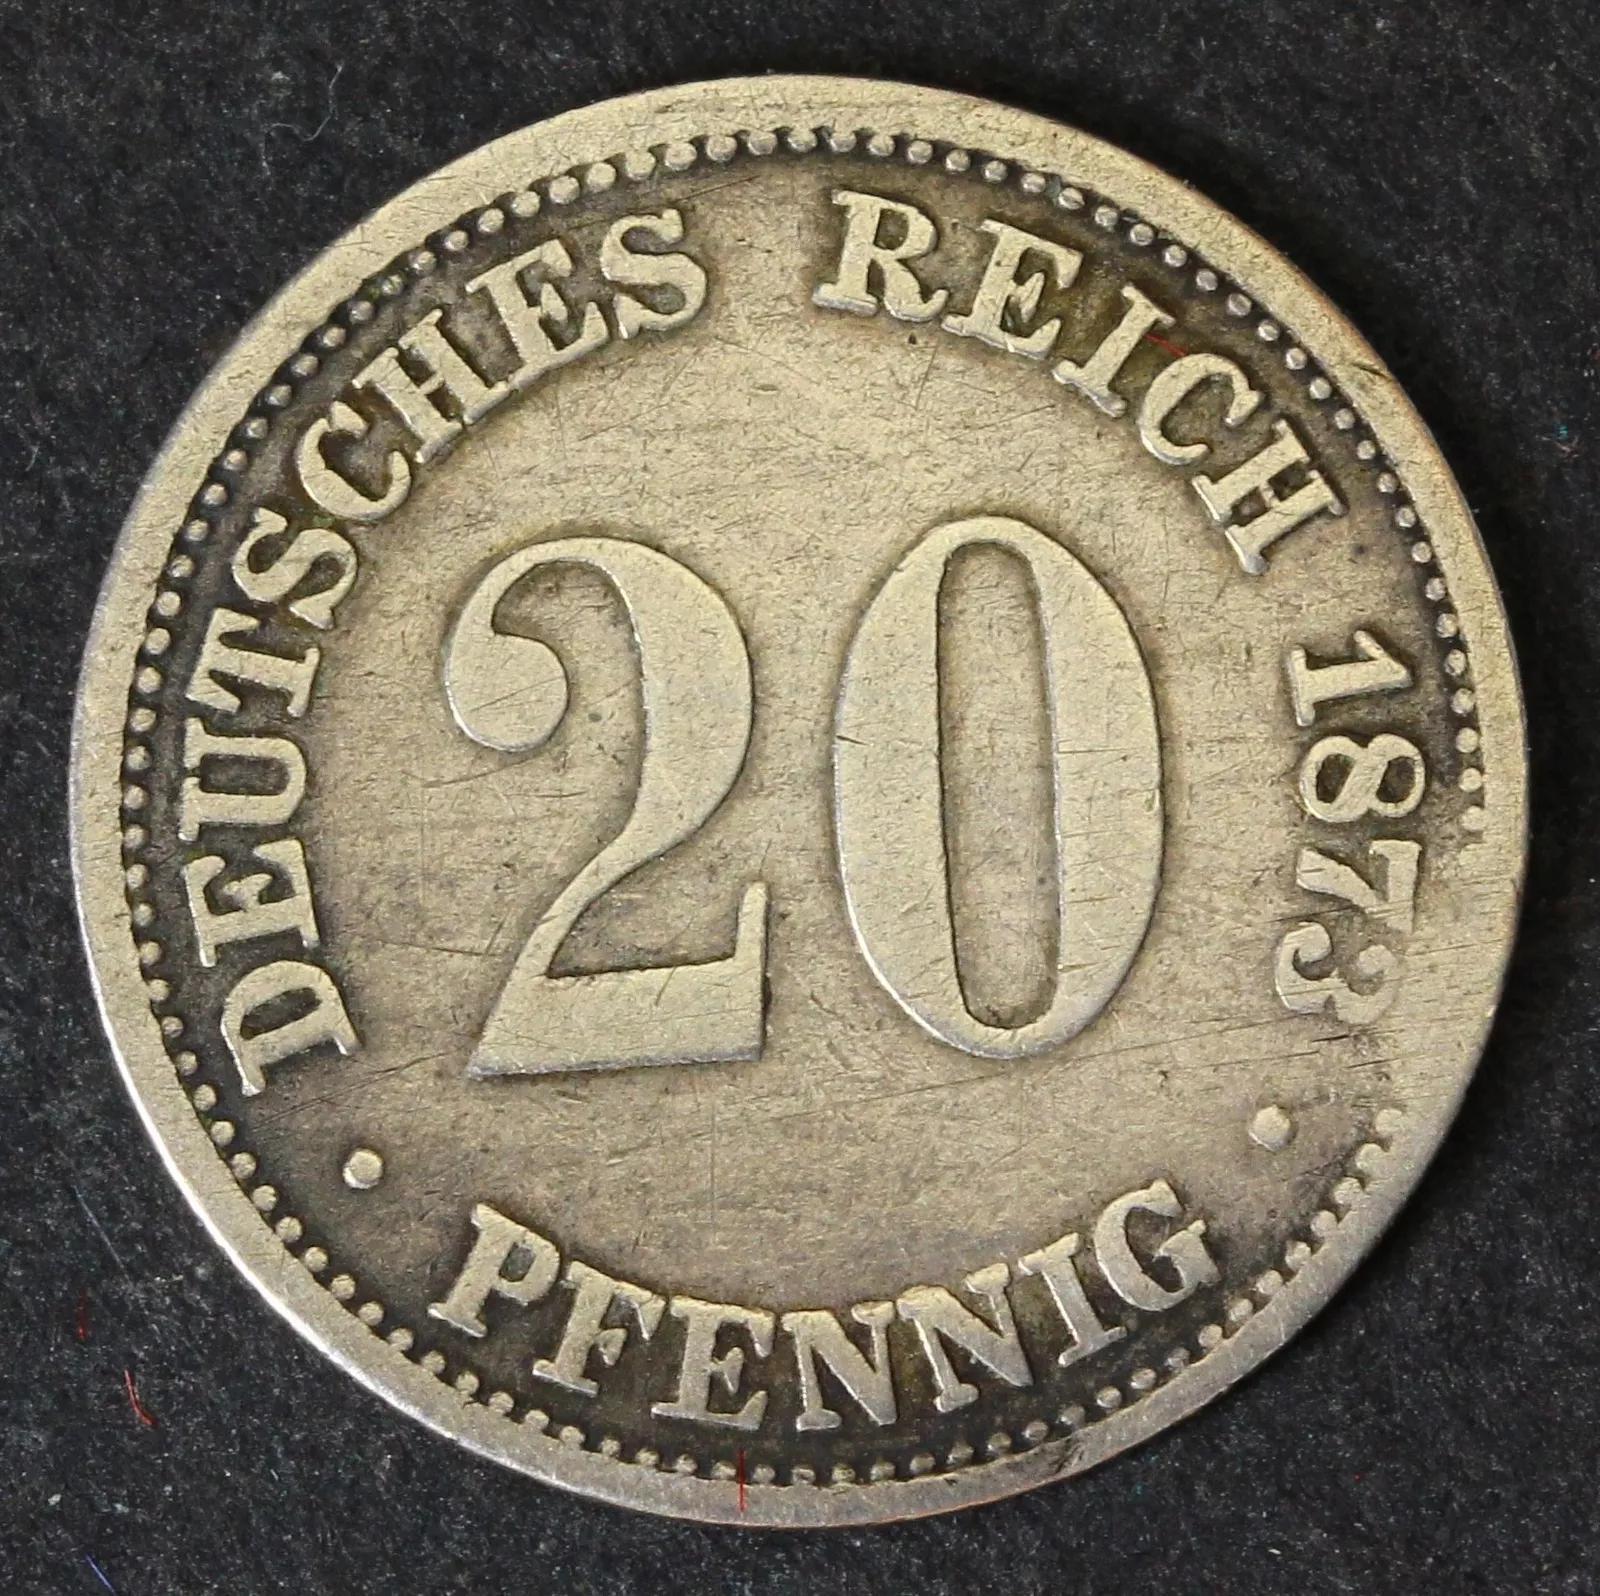 DEUTSCHES REICH 1873
20
· PFENNIG ·